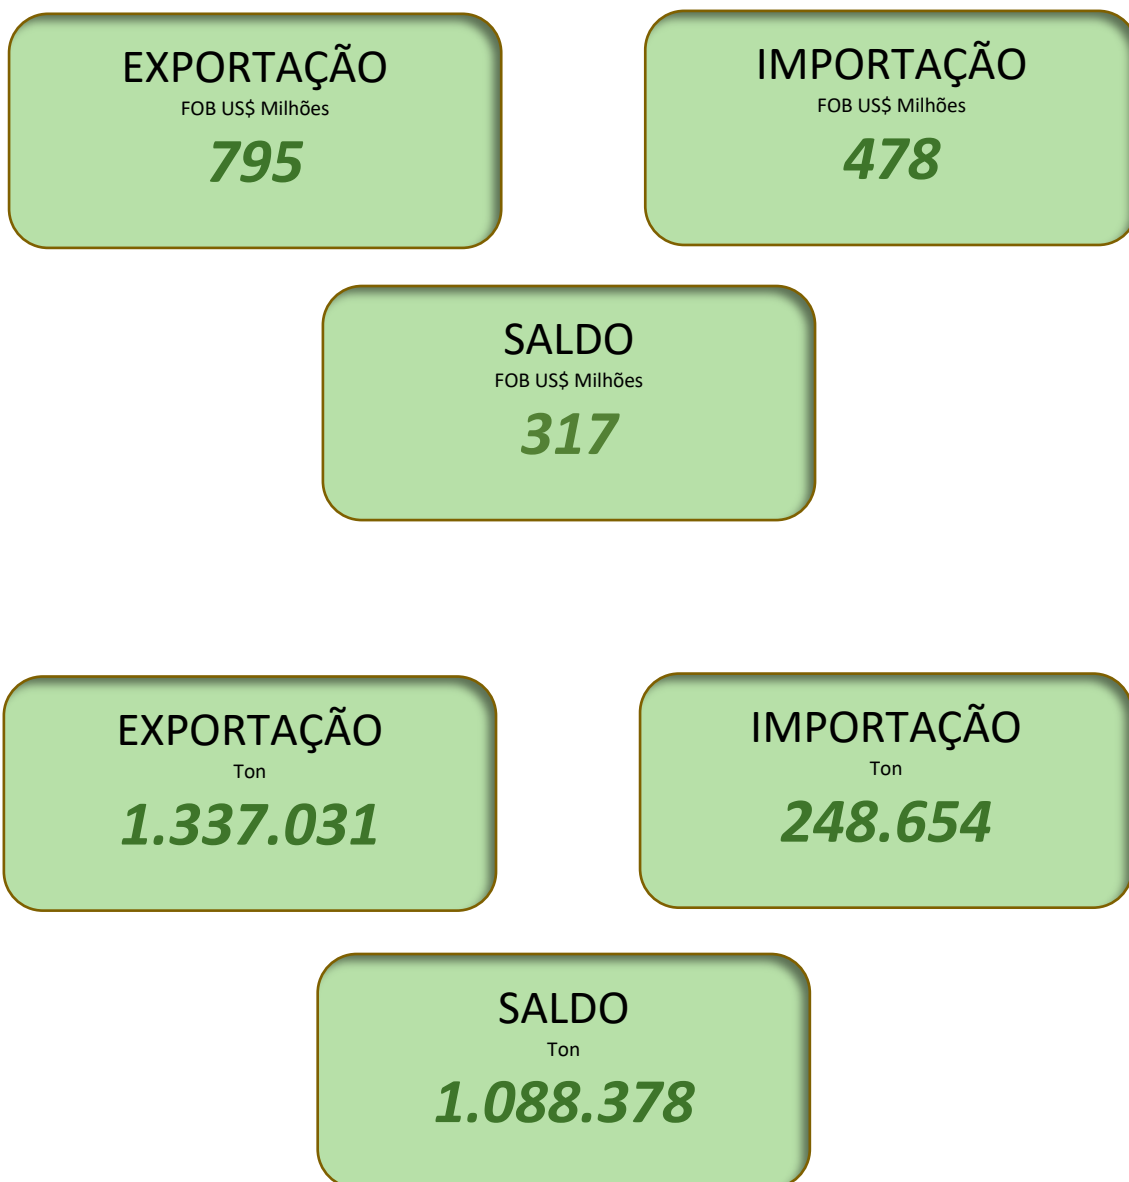 EXPORTAÇÃO
FOB US$ Milhões
795
IMPORTAÇÃO
FOB US$ Milhões
478
SALDO
FOB US$ Milhões
317
EXPORTAÇÃO
Ton
1.337.031
IMPORTAÇÃO
Ton
248.654
SALDO
Ton
1.088.378